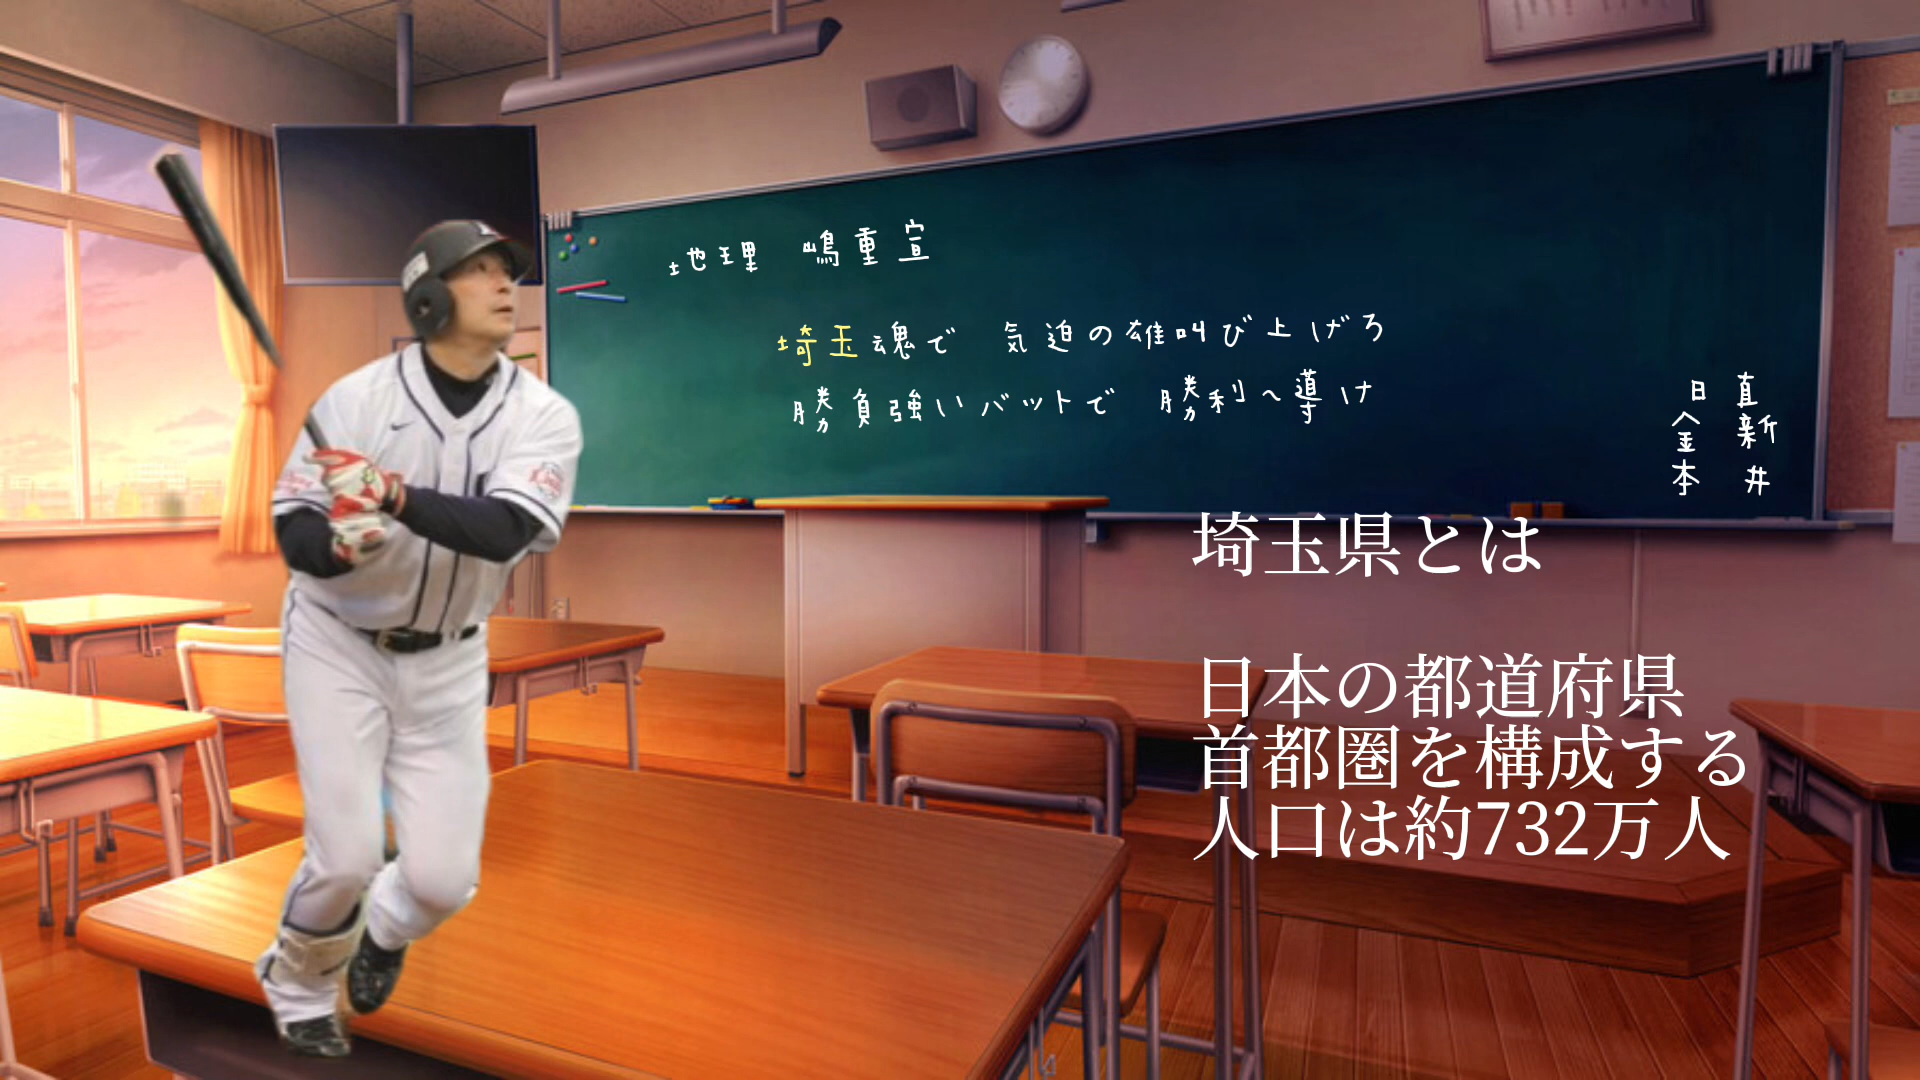 地理 嶋重宣
埼玉魂で 気迫の雄叫び上げろ
勝負強いバットで 勝利へ導け
日直
新井
金本
埼玉県とは
日本の都道府県
首都圏を構成する
人口は約732万人